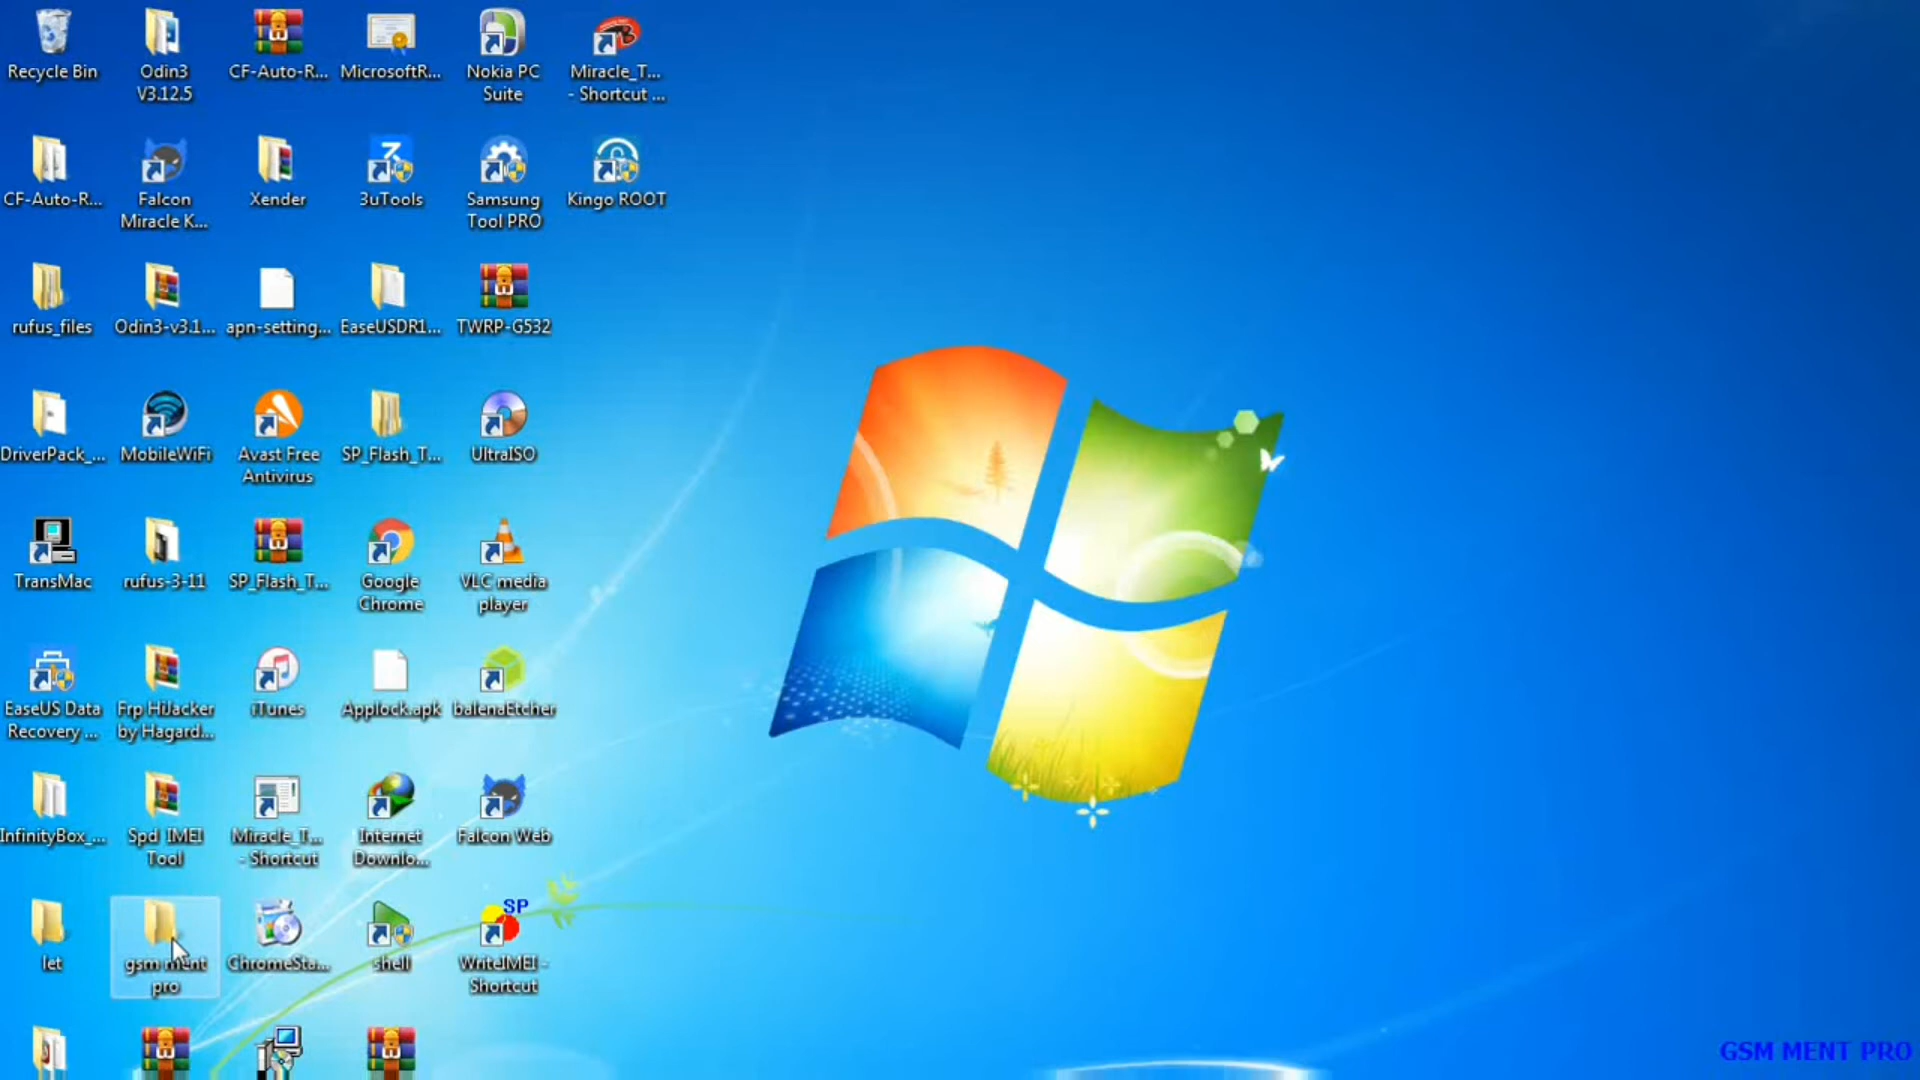 Recycle Bin
Odin3
V3.12.5
CF-Auto-R...
MicrosoftR...
Nokia PC
Suite
Miracle_T...
- Shortcut ...
CF-Auto-R...
Falcon
Miracle K...
Xender
3uTools
Samsung
Tool PRO
Kingo ROOT
rufus_files
Odin3-v3.1...
apn-setting...
EaseUSDR1...
TWRP-G532
DriverPack_...
MobileWiFi
Avast Free
Antivirus
SP_Flash_T...
UltraISO
TransMac
rufus-3-11
SP_Flash_T...
Google
Chrome
VLC media
player
EaseUS Data
Recovery ...
Frp HiJacker
by Hagard...
iTunes
Applock.apk
balenaEtcher
InfinityBox_...
Spd IMEI
Tool
Miracle_T...
- Shortcut
Internet
Downlo...
Falcon Web
let
gsm ment
pro
ChromeSta...
shell
SP
WriteIMEI -
Shortcut
GSM MENT PRO